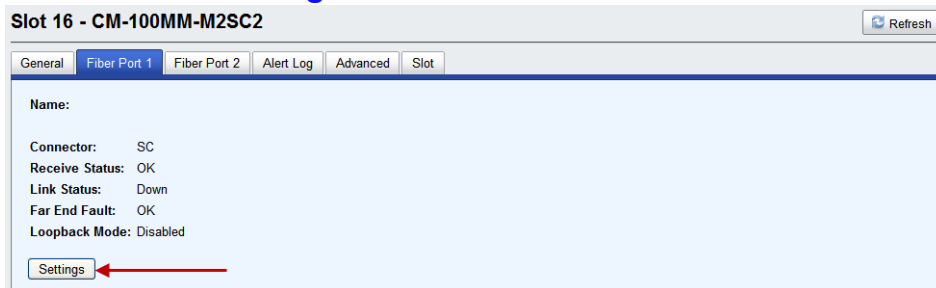 Slot 16 - CM-100MM-M2SC2
Refresh
General Fiber Port 1 Fiber Port 2 Alert Log Advanced Slot
Name:
Connector: SC
Receive Status: OK
Link Status: Down
Far End Fault: OK
Loopback Mode: Disabled
Settings